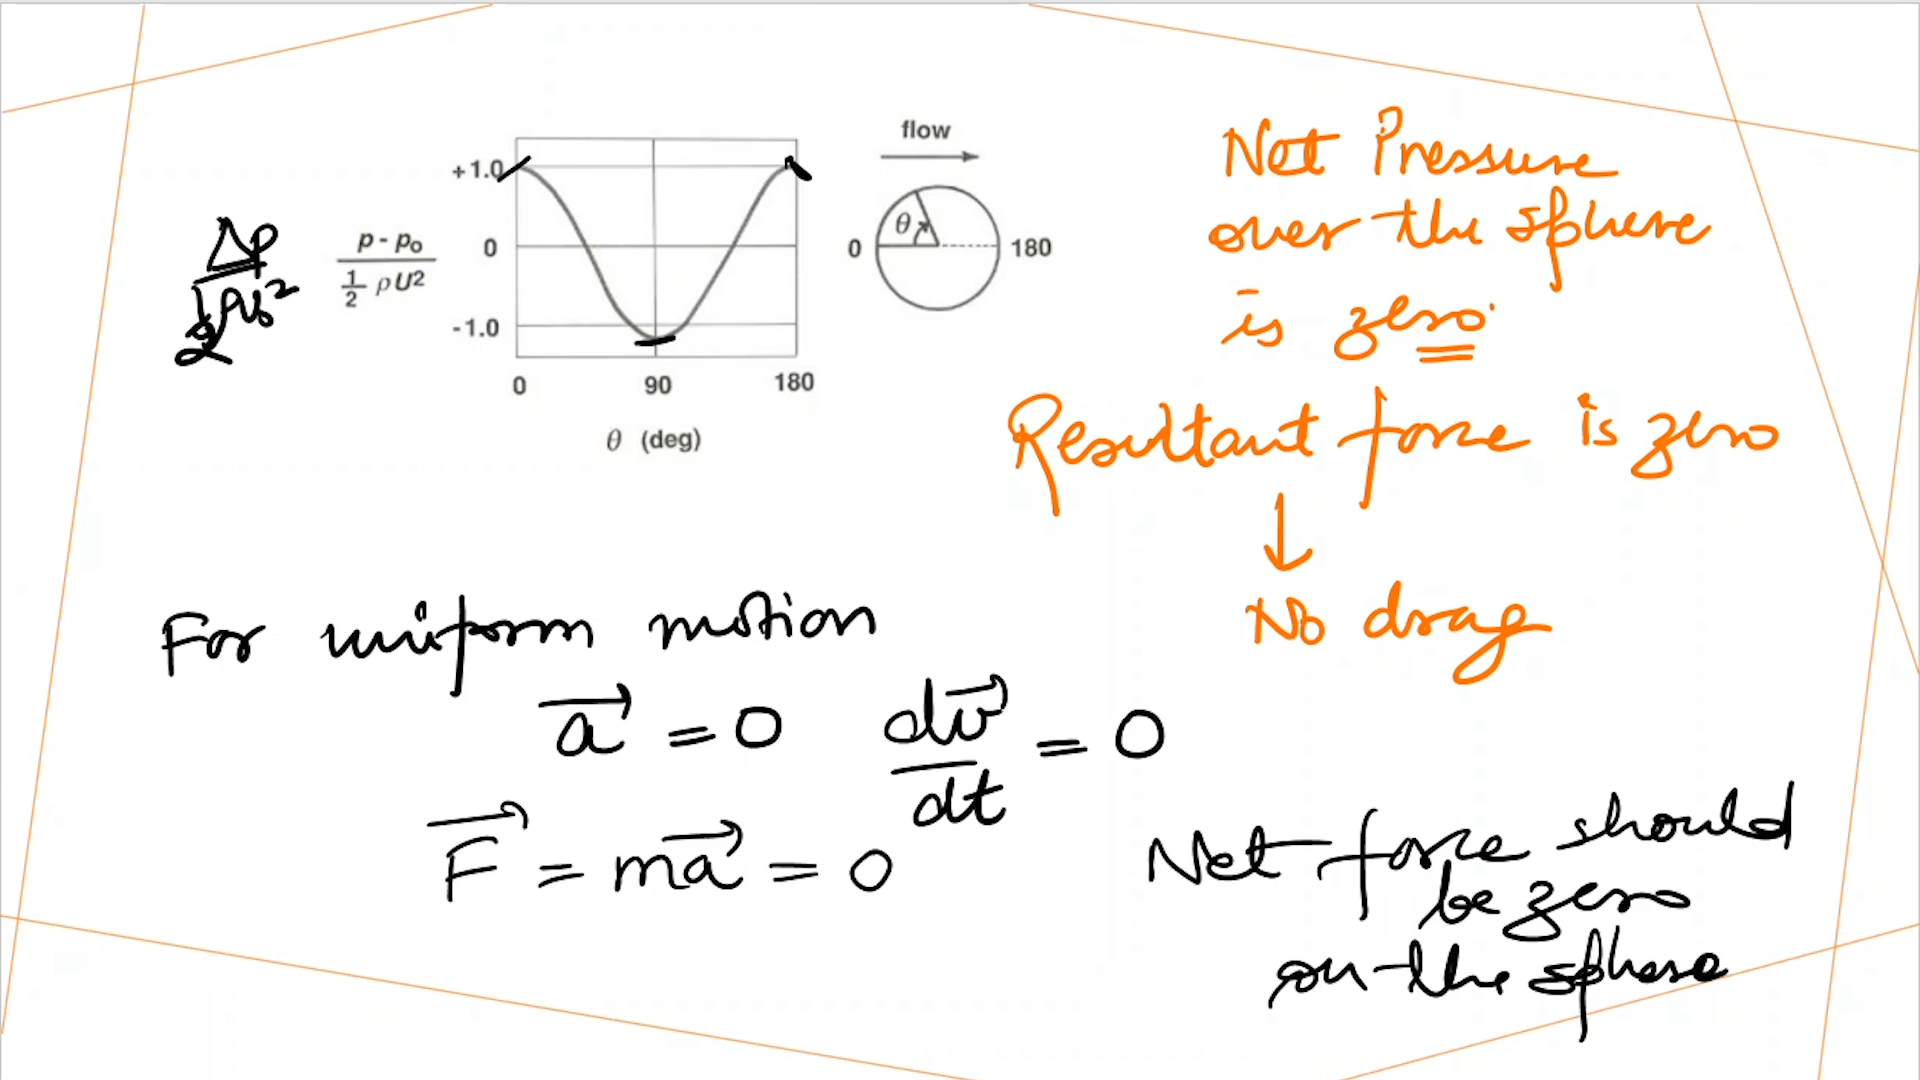 flow
+1.0
0
-1.0
0 90 180
θ (deg)
p - p₀
½ ρU2
Δp
½ρU₀²
θ
0 180
Net Pressure
over the sphere
is zero.
Resultant force is zero
↓
No drag
For uniform motion
a⃗ = 0 dv⃗/dt = 0
F⃗ = ma⃗ = 0
Net force should
be zero
on the sphere